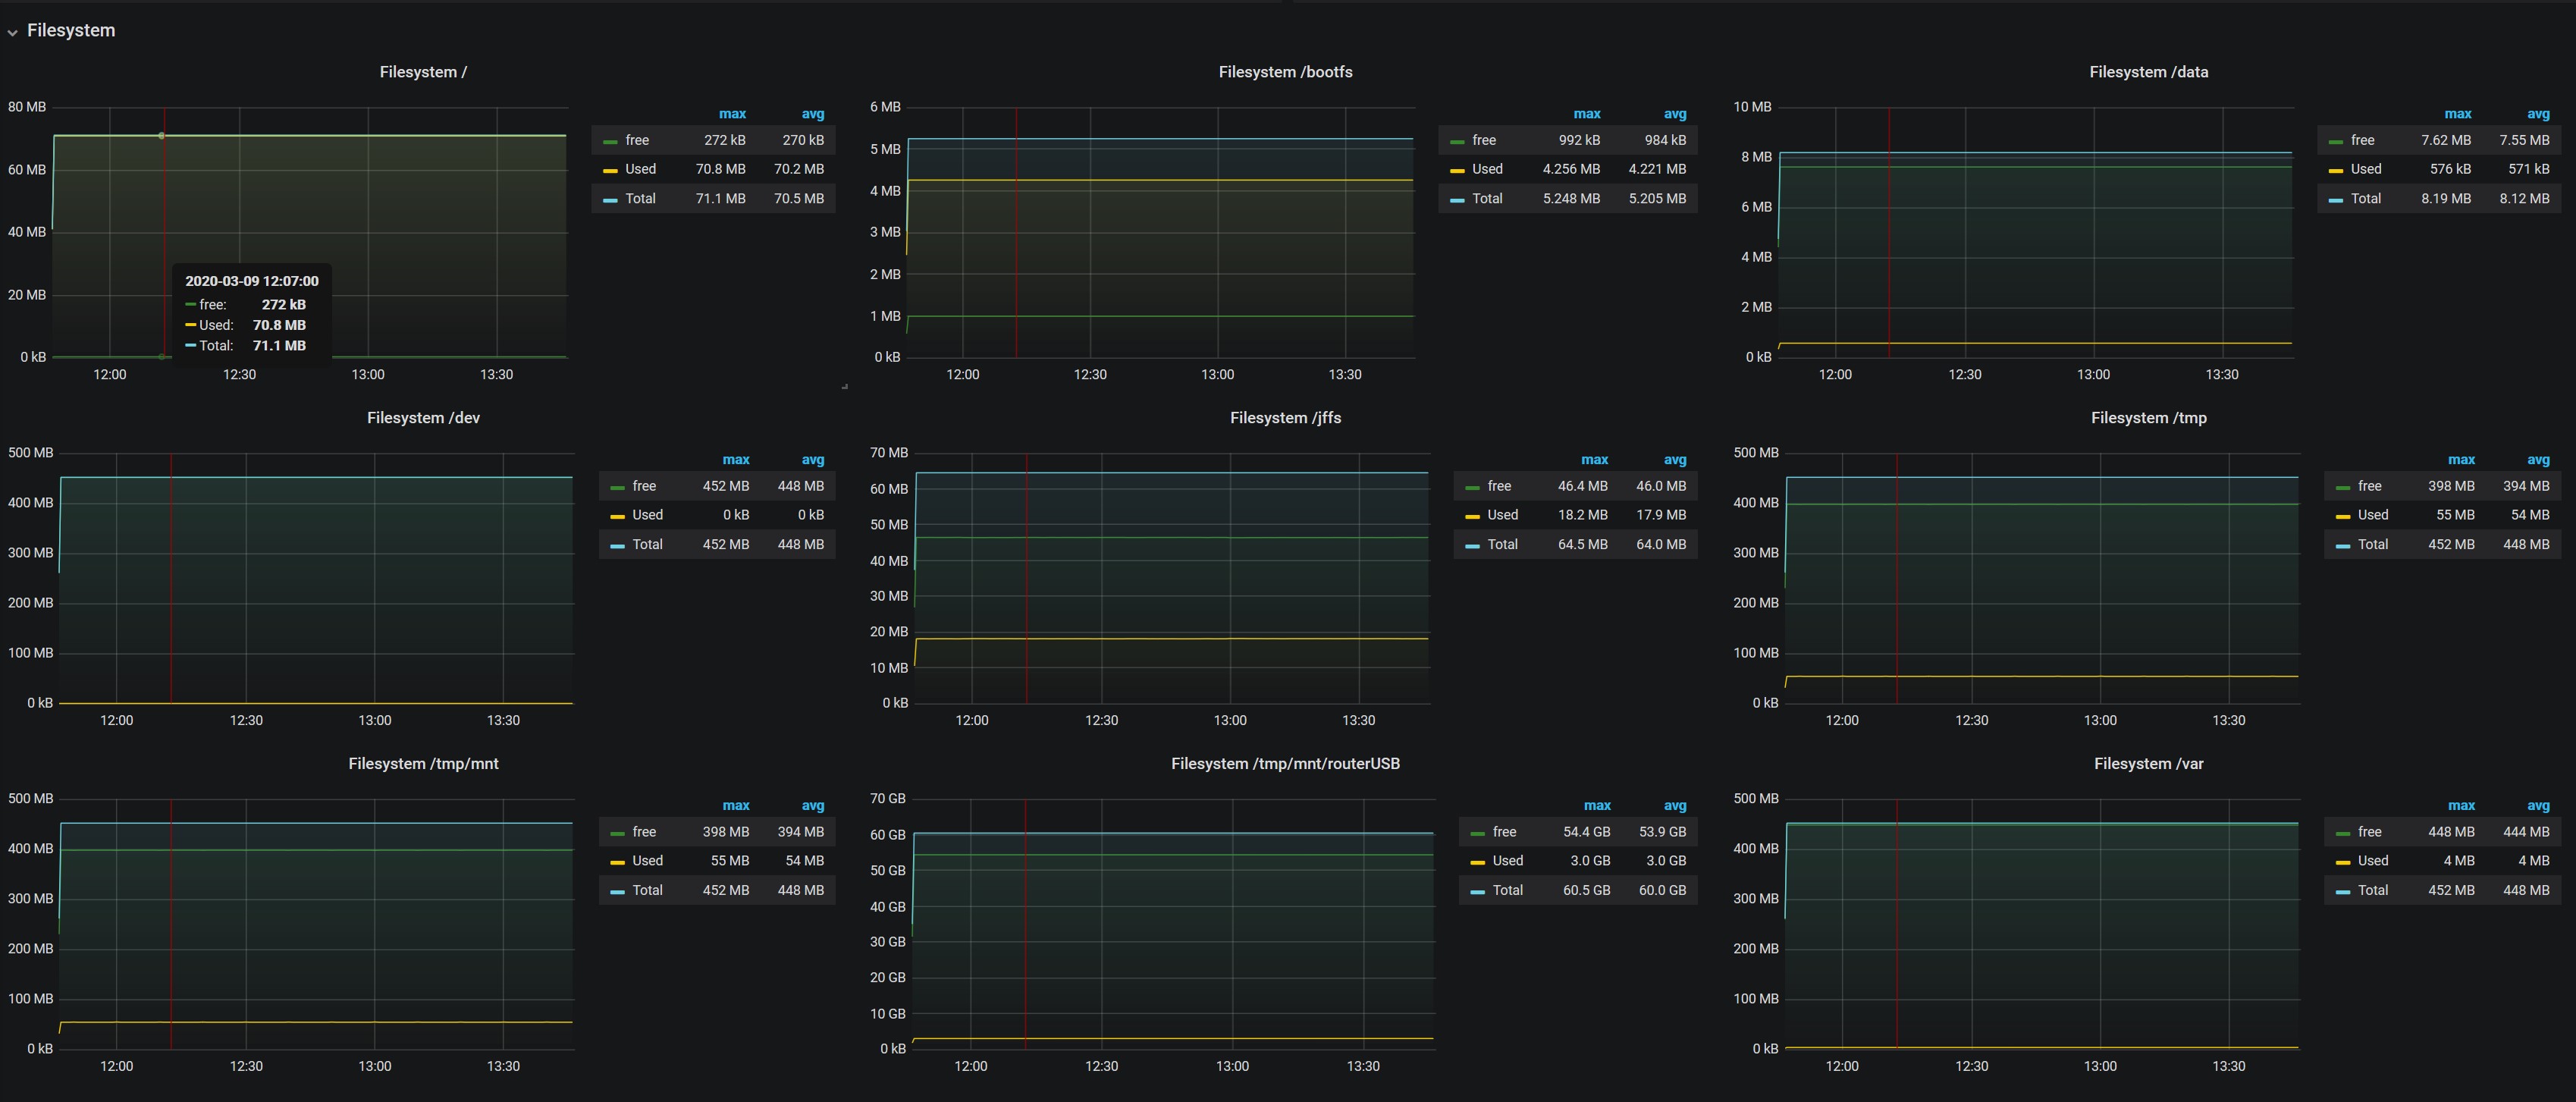 Filesystem
Filesystem /
80 MB
60 MB
40 MB
20 MB
0 kB
12:00 12:30 13:00 13:30
2020-03-09 12:07:00
free: 272 kB
Used: 70.8 MB
Total: 71.1 MB
max avg
free 272 kB 270 kB
Used 70.8 MB 70.2 MB
Total 71.1 MB 70.5 MB
Filesystem /bootfs
6 MB
5 MB
4 MB
3 MB
2 MB
1 MB
0 kB
12:00 12:30 13:00 13:30
max avg
free 992 kB 984 kB
Used 4.256 MB 4.221 MB
Total 5.248 MB 5.205 MB
Filesystem /data
10 MB
8 MB
6 MB
4 MB
2 MB
0 kB
12:00 12:30 13:00 13:30
max avg
free 7.62 MB 7.55 MB
Used 576 kB 571 kB
Total 8.19 MB 8.12 MB
Filesystem /dev
500 MB
400 MB
300 MB
200 MB
100 MB
0 kB
12:00 12:30 13:00 13:30
max avg
free 452 MB 448 MB
Used 0 kB 0 kB
Total 452 MB 448 MB
Filesystem /jffs
70 MB
60 MB
50 MB
40 MB
30 MB
20 MB
10 MB
0 kB
12:00 12:30 13:00 13:30
max avg
free 46.4 MB 46.0 MB
Used 18.2 MB 17.9 MB
Total 64.5 MB 64.0 MB
Filesystem /tmp
500 MB
400 MB
300 MB
200 MB
100 MB
0 kB
12:00 12:30 13:00 13:30
max avg
free 398 MB 394 MB
Used 55 MB 54 MB
Total 452 MB 448 MB
Filesystem /tmp/mnt
500 MB
400 MB
300 MB
200 MB
100 MB
0 kB
12:00 12:30 13:00 13:30
max avg
free 398 MB 394 MB
Used 55 MB 54 MB
Total 452 MB 448 MB
Filesystem /tmp/mnt/routerUSB
70 GB
60 GB
50 GB
40 GB
30 GB
20 GB
10 GB
0 kB
12:00 12:30 13:00 13:30
max avg
free 54.4 GB 53.9 GB
Used 3.0 GB 3.0 GB
Total 60.5 GB 60.0 GB
Filesystem /var
500 MB
400 MB
300 MB
200 MB
100 MB
0 kB
12:00 12:30 13:00 13:30
max avg
free 448 MB 444 MB
Used 4 MB 4 MB
Total 452 MB 448 MB